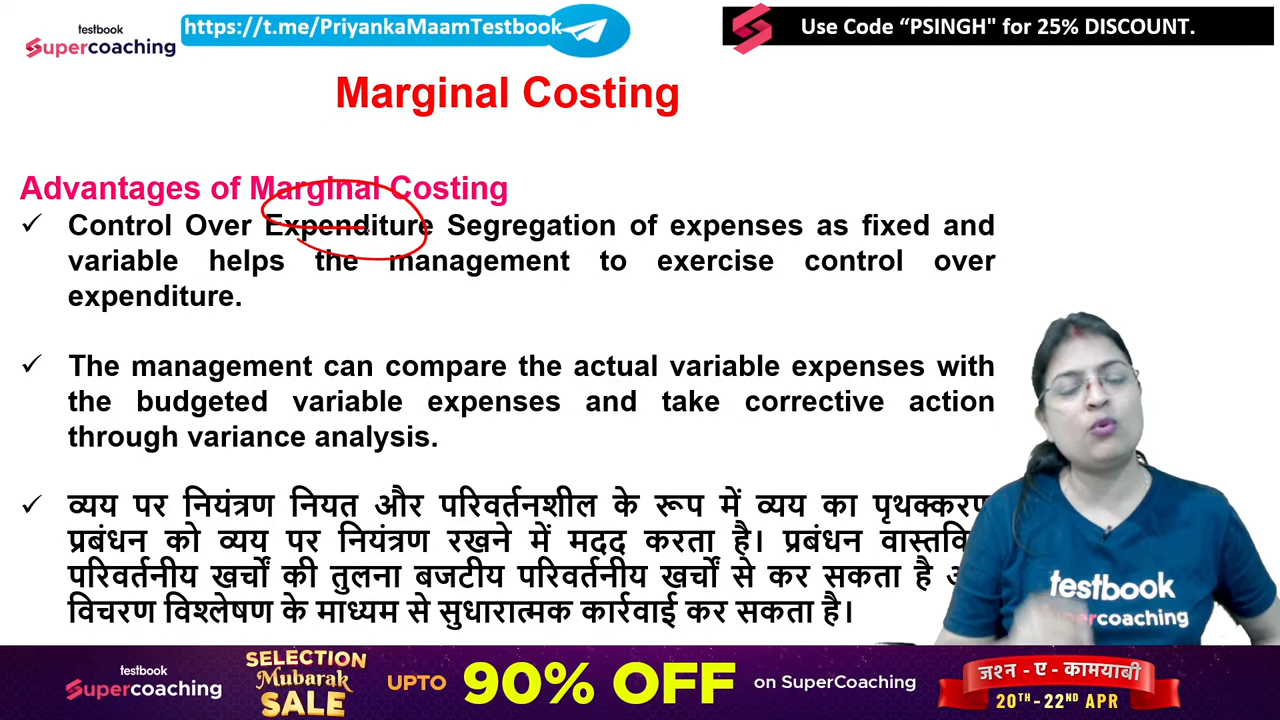 testbook
Supercoaching
https://t.me/PriyankaMaamTestbook
Use Code “PSINGH" for 25% DISCOUNT.
Marginal Costing
Advantages of Marginal Costing
✓ Control Over Expenditure Segregation of expenses as fixed and
variable helps the management to exercise control over
expenditure.
✓ The management can compare the actual variable expenses with
the budgeted variable expenses and take corrective action
through variance analysis.
✓ व्यय पर नियंत्रण नियत और परिवर्तनशील के रूप में व्यय का
प्रबंधन को व्यय पर नियंत्रण रखने में मदद करता है। प्रबंधन
परिवर्तनीय खर्चों की तुलना बजटीय परिवर्तनीय खर्चों से कर सकता है
विचरण विश्लेषण के माध्यम से सुधारात्मक कार्रवाई कर सकता है।
testbook
Supercoaching
testbook
Supercoaching
SELECTION
Mubarak
SALE
UPTO 90% OFF on SuperCoaching
जश्न - ए - कामयाबी
20TH - 22ND APR